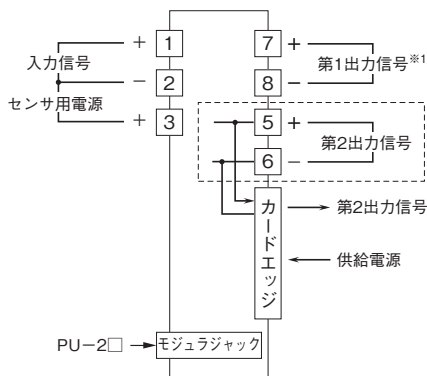 + 1
入力信号
− 2
センサ用電源
+ 3
7 +
第1出力信号※1
8 −
5 +
第2出力信号
6 −
カードエッジ
第2出力信号
供給電源
PU−2□
モジュラジャック